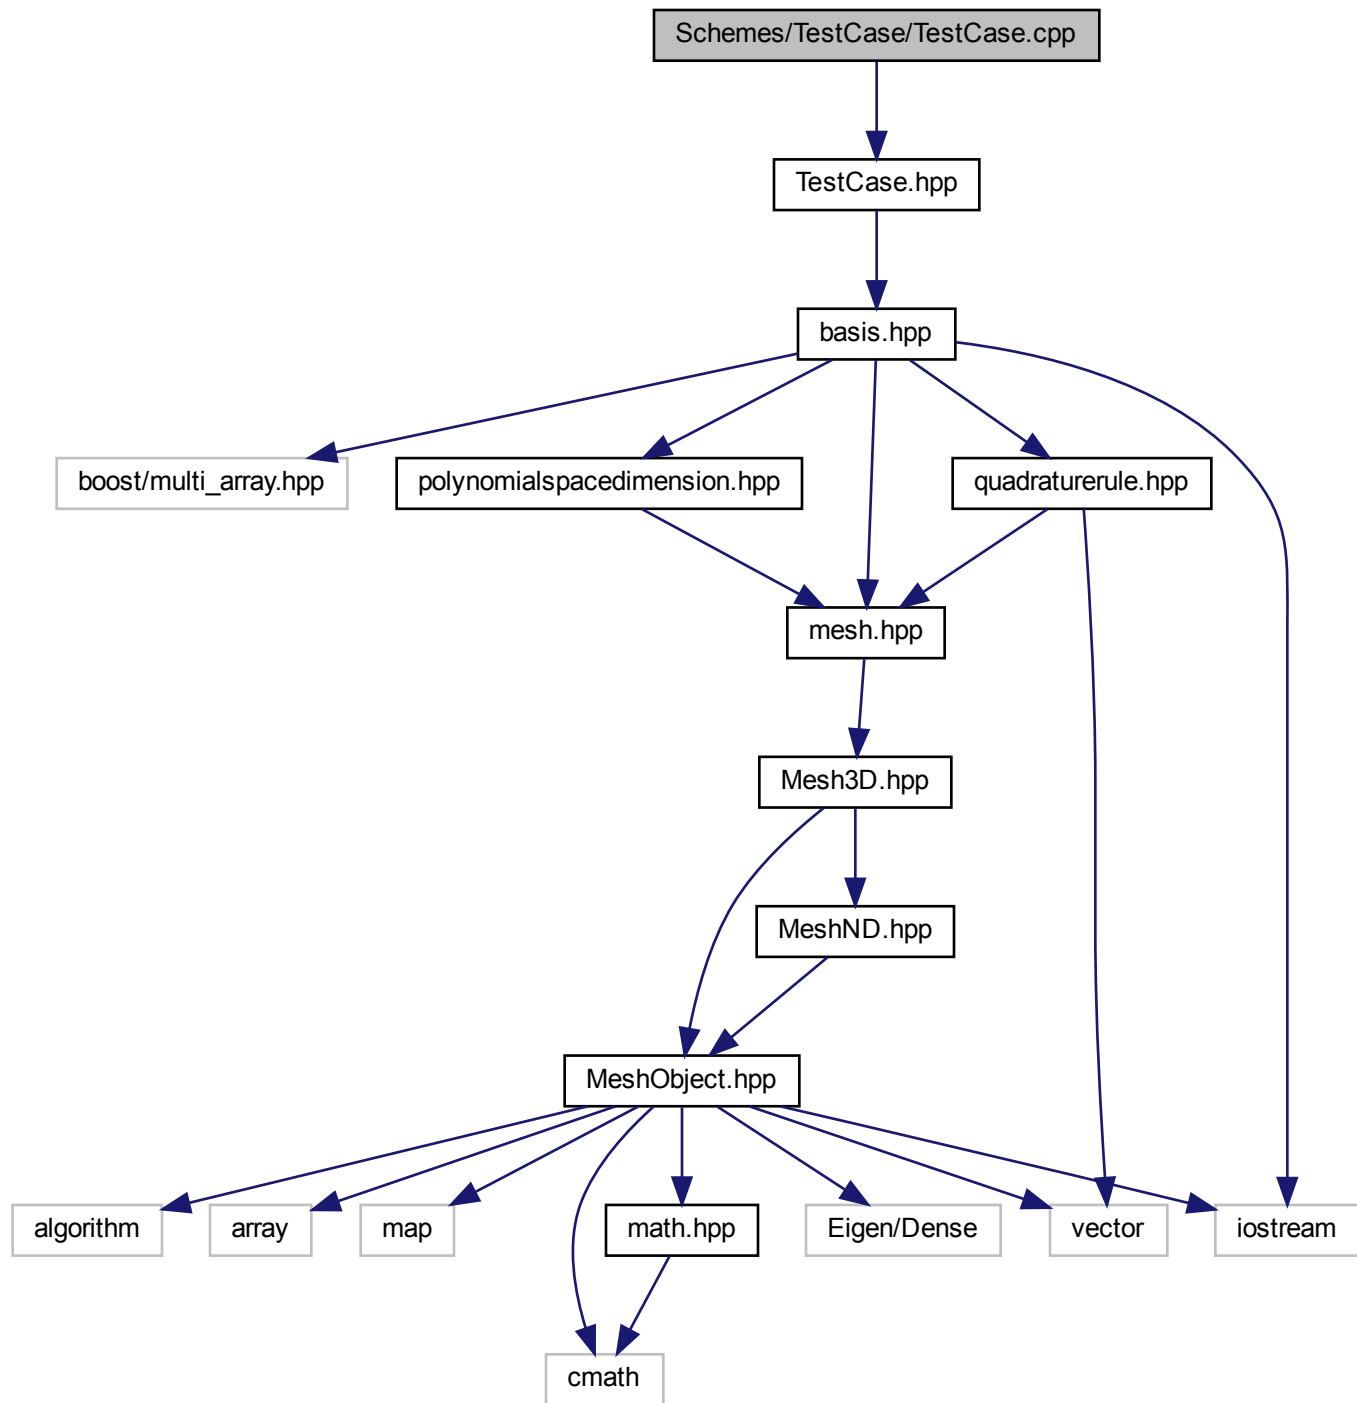 Schemes/TestCase/TestCase.cpp
TestCase.hpp
basis.hpp
boost/multi_array.hpp
polynomialspacedimension.hpp
quadraturerule.hpp
mesh.hpp
Mesh3D.hpp
MeshND.hpp
MeshObject.hpp
algorithm
array
map
math.hpp
Eigen/Dense
vector
iostream
cmath